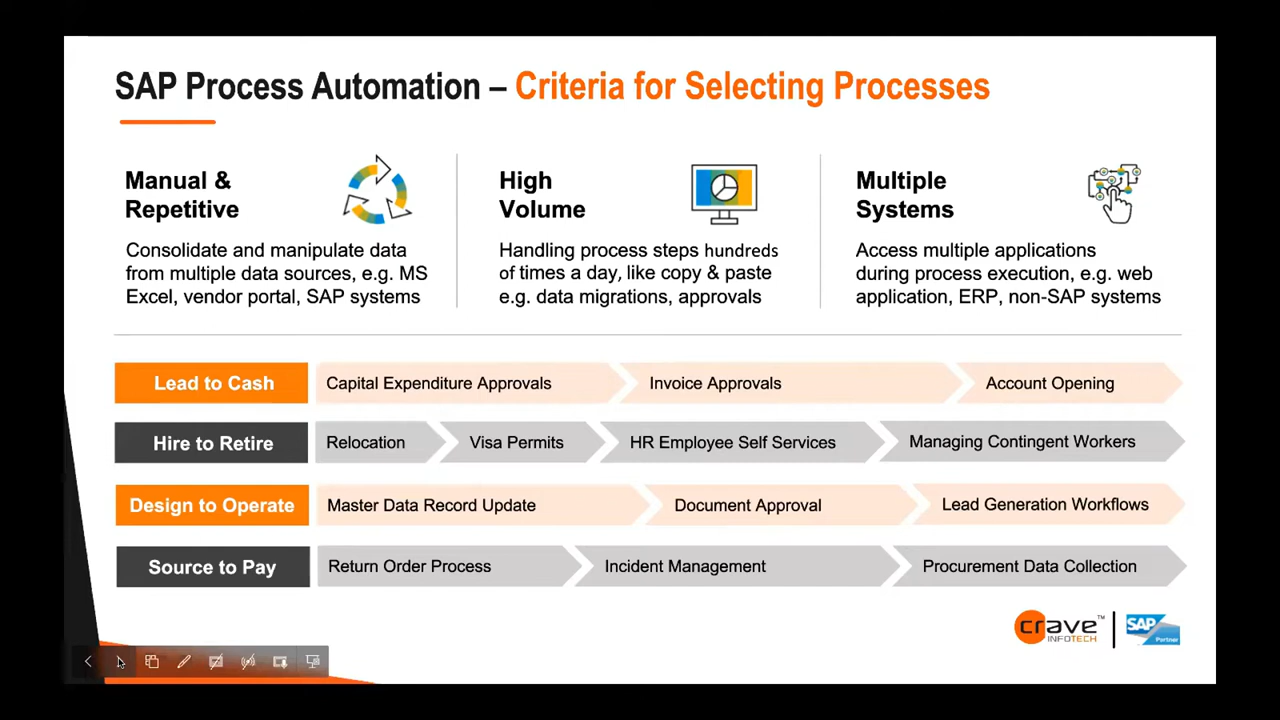 SAP Process Automation – Criteria for Selecting Processes
Manual &
Repetitive
Consolidate and manipulate data
from multiple data sources, e.g. MS
Excel, vendor portal, SAP systems
High
Volume
Handling process steps hundreds
of times a day, like copy & paste
e.g. data migrations, approvals
Multiple
Systems
Access multiple applications
during process execution, e.g. web
application, ERP, non-SAP systems
Lead to Cash
Capital Expenditure Approvals
Invoice Approvals
Account Opening
Hire to Retire
Relocation
Visa Permits
HR Employee Self Services
Managing Contingent Workers
Design to Operate
Master Data Record Update
Document Approval
Lead Generation Workflows
Source to Pay
Return Order Process
Incident Management
Procurement Data Collection
crave™
INFOTECH
SAP
Partner